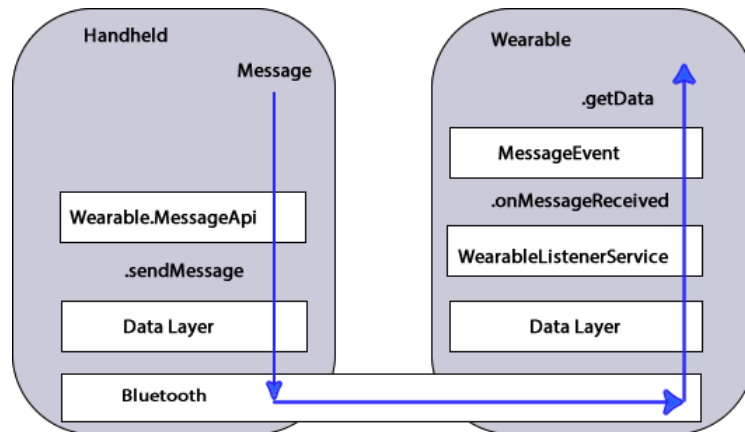 Handheld
Message
Wearable.MessageApi
.sendMessage
Data Layer
Bluetooth
Wearable
.getData
MessageEvent
.onMessageReceived
WearableListenerService
Data Layer